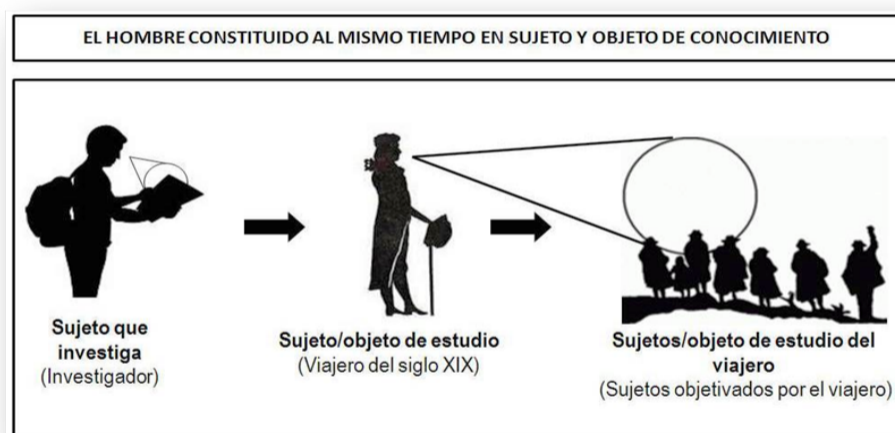 EL HOMBRE CONSTITUIDO AL MISMO TIEMPO EN SUJETO Y OBJETO DE CONOCIMIENTO
Sujeto que
investiga
(Investigador)
Sujeto/objeto de estudio
(Viajero del siglo XIX)
Sujetos/objeto de estudio del
viajero
(Sujetos objetivados por el viajero)